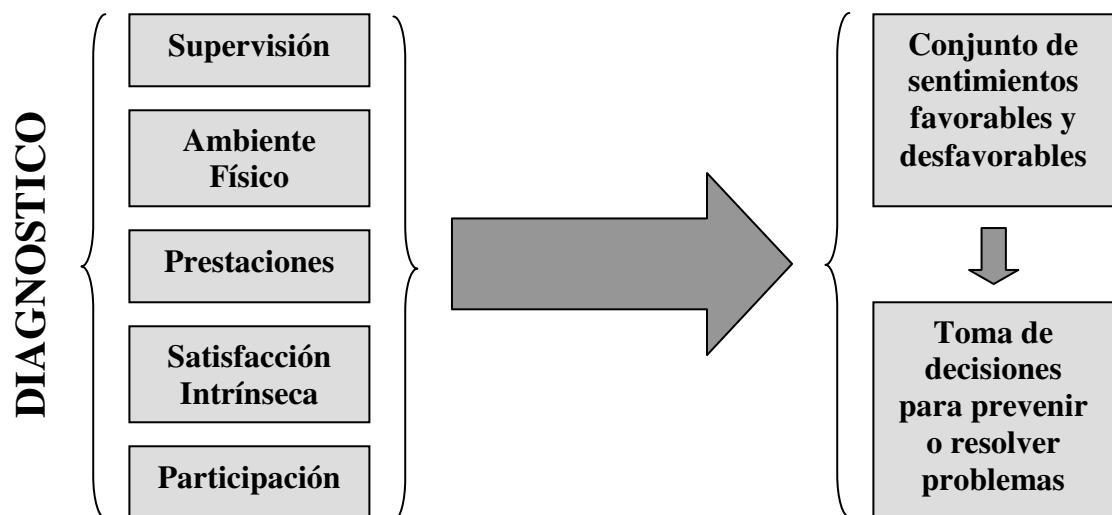 DIAGNOSTICO
Supervisión
Ambiente
Físico
Prestaciones
Satisfacción
Intrínseca
Participación
Conjunto de
sentimientos
favorables y
desfavorables
Toma de
decisiones
para prevenir
o resolver
problemas